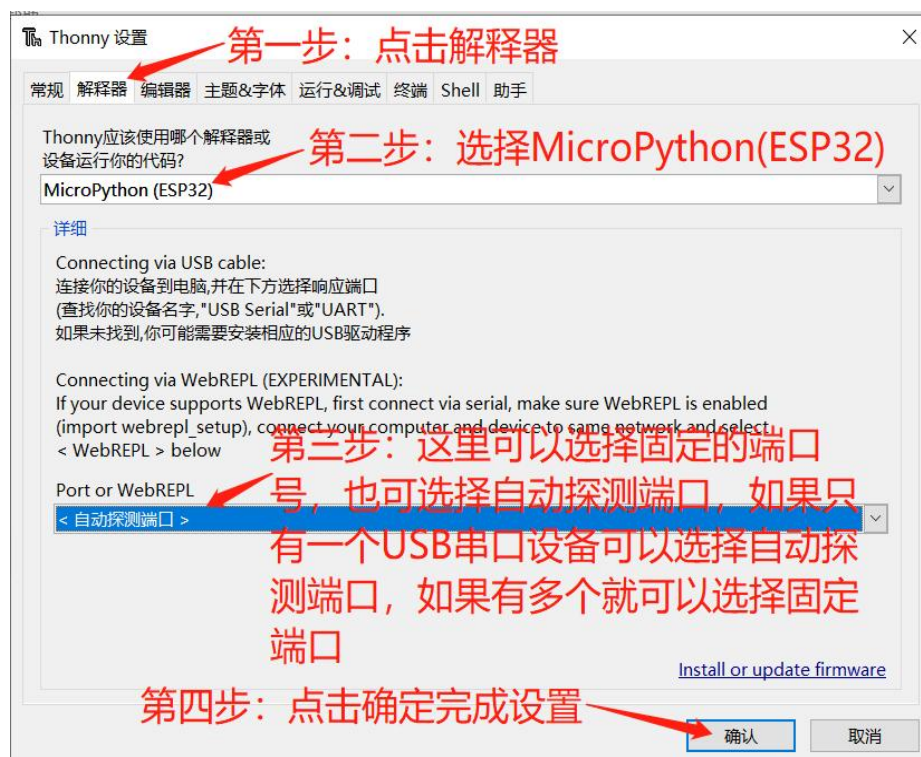 Thonny 设置
第一步：点击解释器
常规 解释器 编辑器 主题&字体 运行&调试 终端 Shell 助手
Thonny应该使用哪个解释器或
设备运行你的代码?
第二步：选择MicroPython(ESP32)
MicroPython (ESP32)
详细
Connecting via USB cable:
连接你的设备到电脑,并在下方选择响应端口
(查找你的设备名字,"USB Serial"或"UART").
如果未找到,你可能需要安装相应的USB驱动程序
Connecting via WebREPL (EXPERIMENTAL):
If your device supports WebREPL, first connect via serial, make sure WebREPL is enabled
(import webrepl_setup), connect your computer and device to same network and select
< WebREPL > below
第三步：这里可以选择固定的端口
号，也可选择自动探测端口，如果只
有一个USB串口设备可以选择自动探
测端口，如果有多个就可以选择固定
端口
Port or WebREPL
< 自动探测端口 >
Install or update firmware
第四步：点击确定完成设置
确认 取消